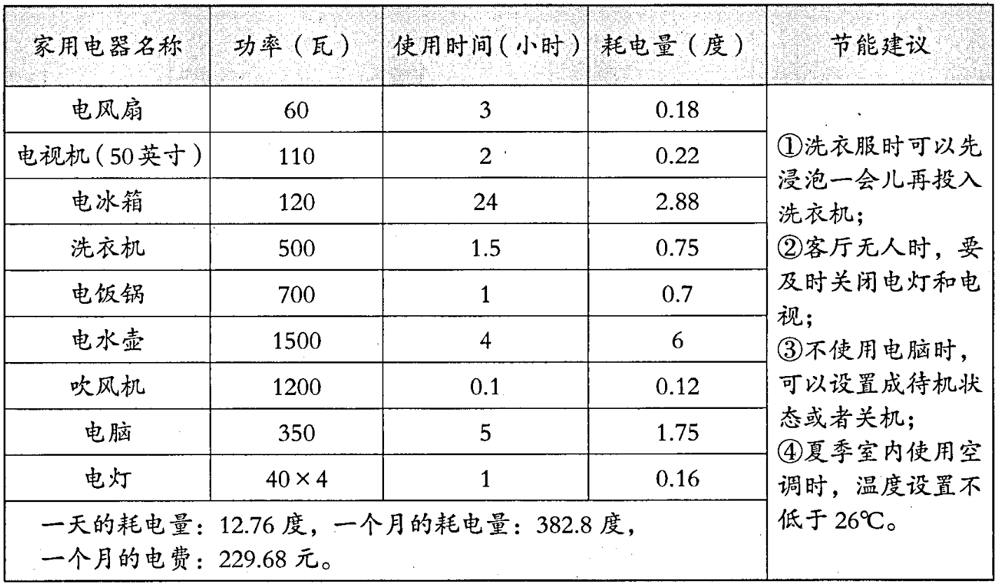 家用电器名称 功率（瓦） 使用时间（小时） 耗电量（度） 节能建议
电风扇 60 3 0.18
电视机（50英寸） 110 2 0.22
电冰箱 120 24 2.88
洗衣机 500 1.5 0.75
电饭锅 700 1 0.7
电水壶 1500 4 6
吹风机 1200 0.1 0.12
电脑 350 5 1.75
电灯 40×4 1 0.16
一天的耗电量：12.76 度，一个月的耗电量：382.8 度，
一个月的电费：229.68 元。
①洗衣服时可以先
浸泡一会儿再投入
洗衣机；
②客厅无人时，要
及时关闭电灯和电
视；
③不使用电脑时，
可以设置成待机状
态或者关机；
④夏季室内使用空
调时，温度设置不
低于 26℃。